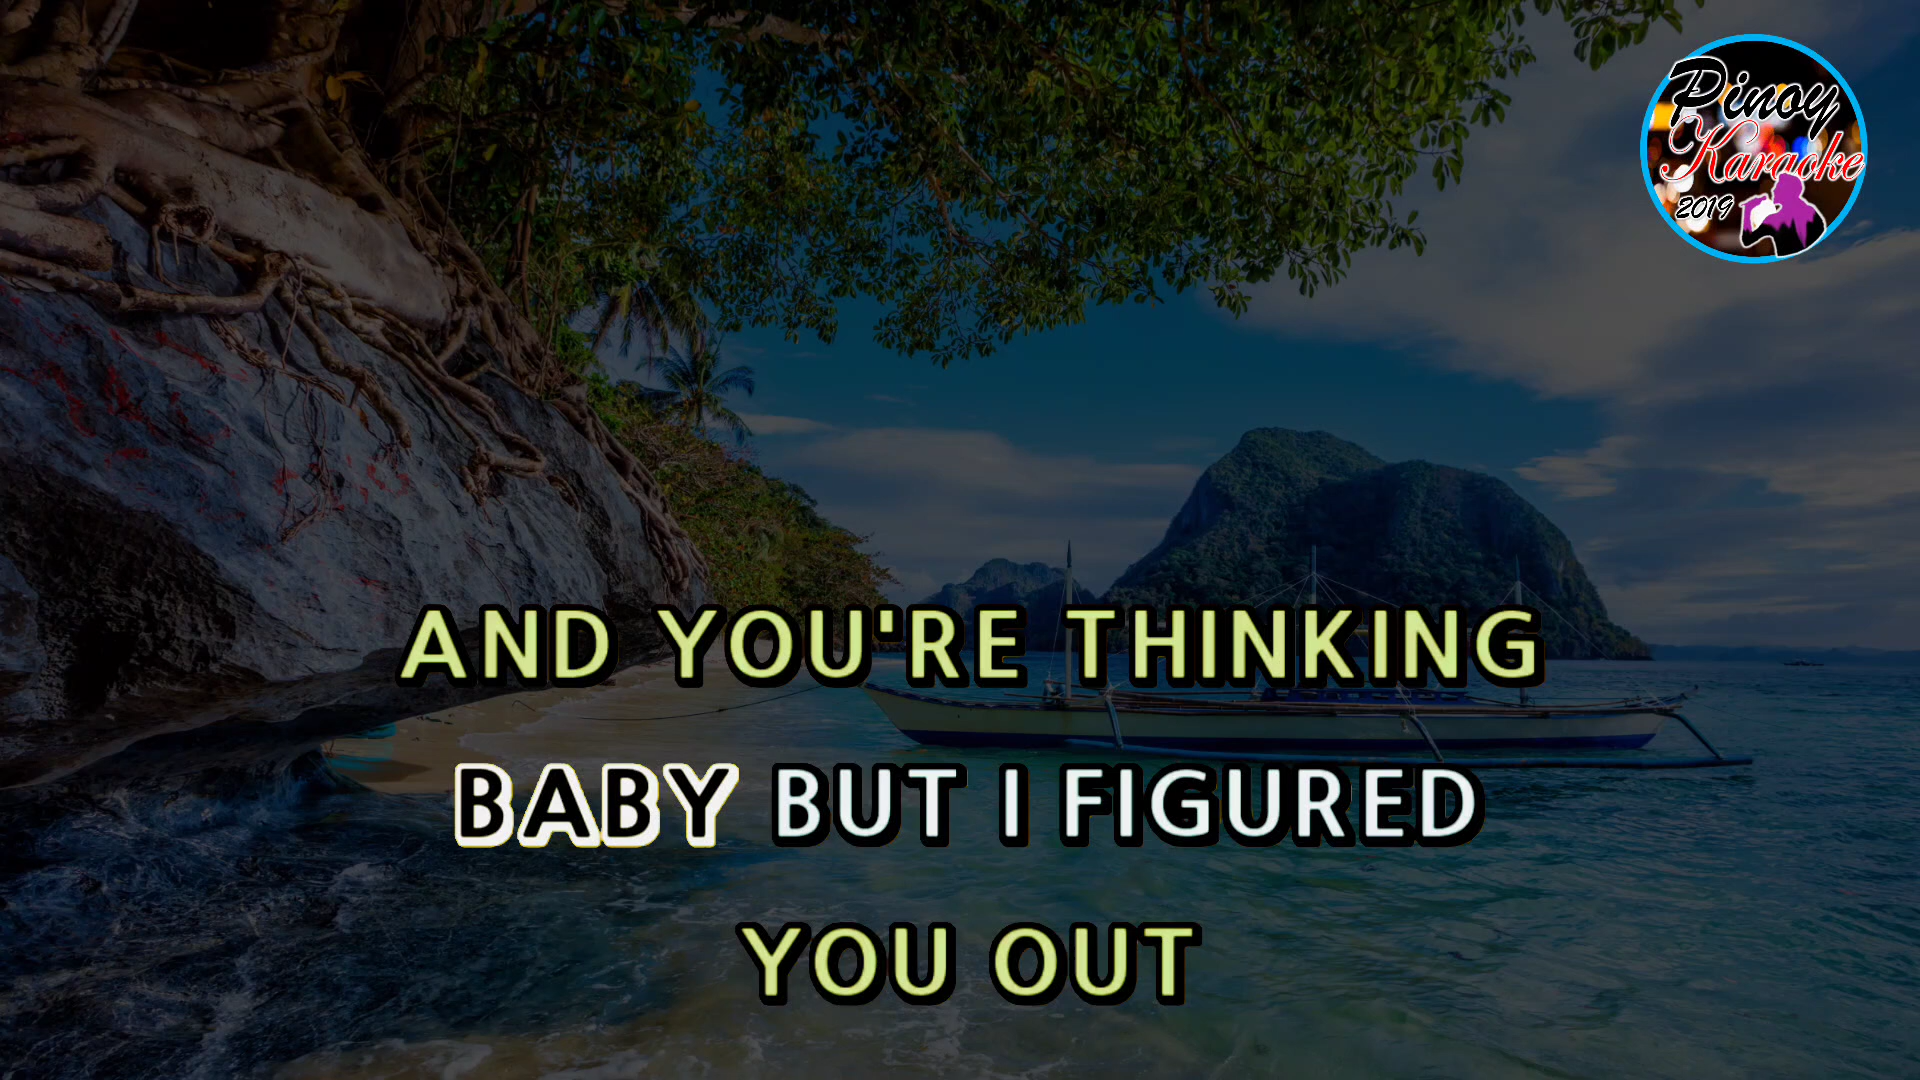 Pinoy
Karaoke
2019
AND YOU'RE THINKING
BABY BUT I FIGURED
YOU OUT